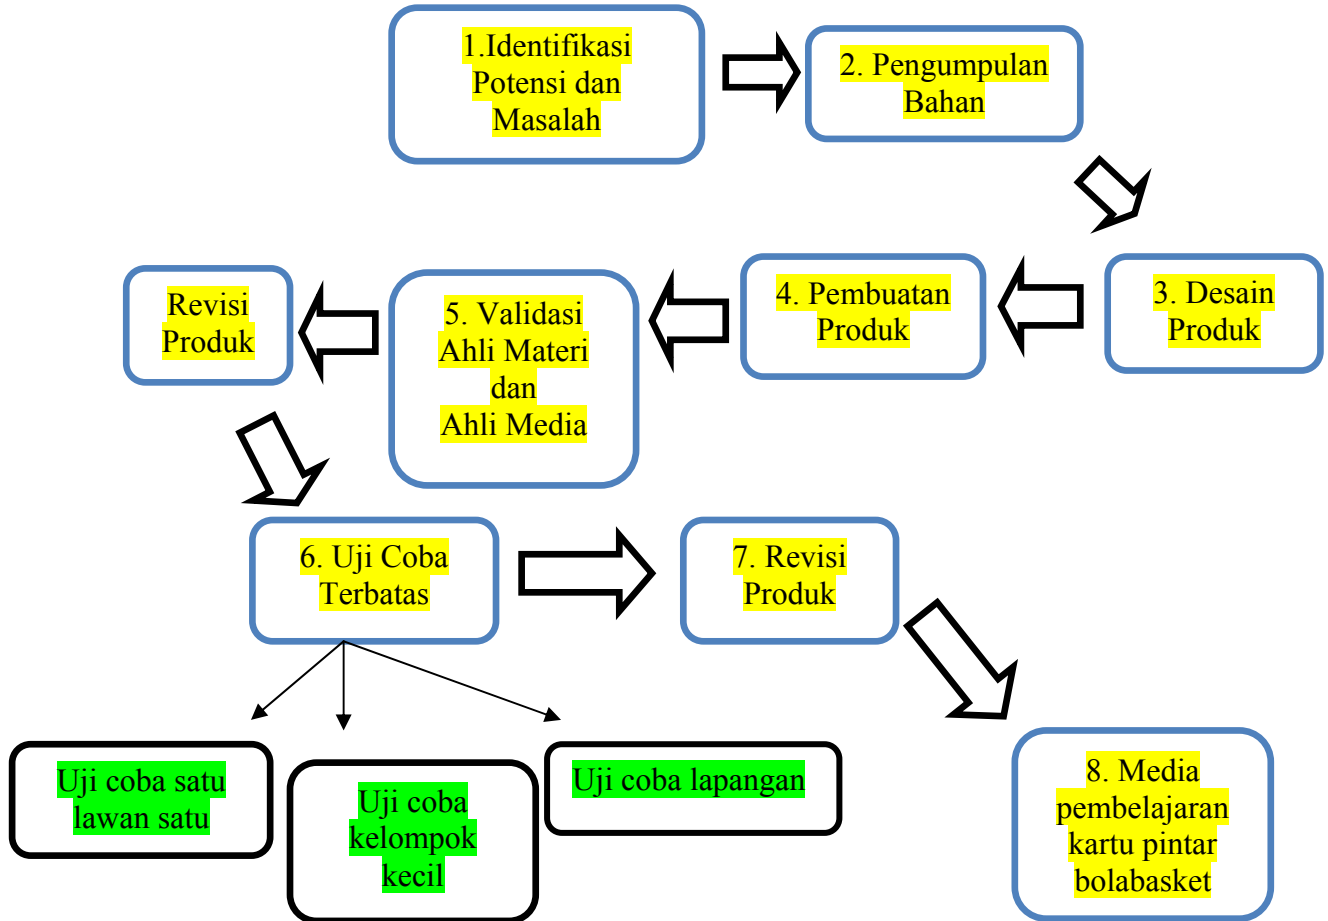 1.Identifikasi
Potensi dan
Masalah
2. Pengumpulan
Bahan
3. Desain
Produk
4. Pembuatan
Produk
5. Validasi
Ahli Materi
dan
Ahli Media
Revisi
Produk
6. Uji Coba
Terbatas
7. Revisi
Produk
Uji coba satu
lawan satu
Uji coba
kelompok
kecil
Uji coba lapangan
8. Media
pembelajaran
kartu pintar
bolabasket